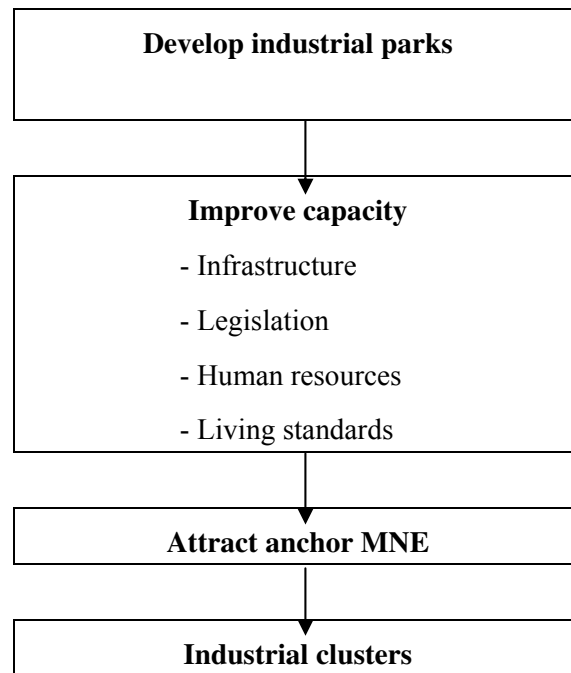 Develop industrial parks
Improve capacity
- Infrastructure
- Legislation
- Human resources
- Living standards
Attract anchor MNE
Industrial clusters